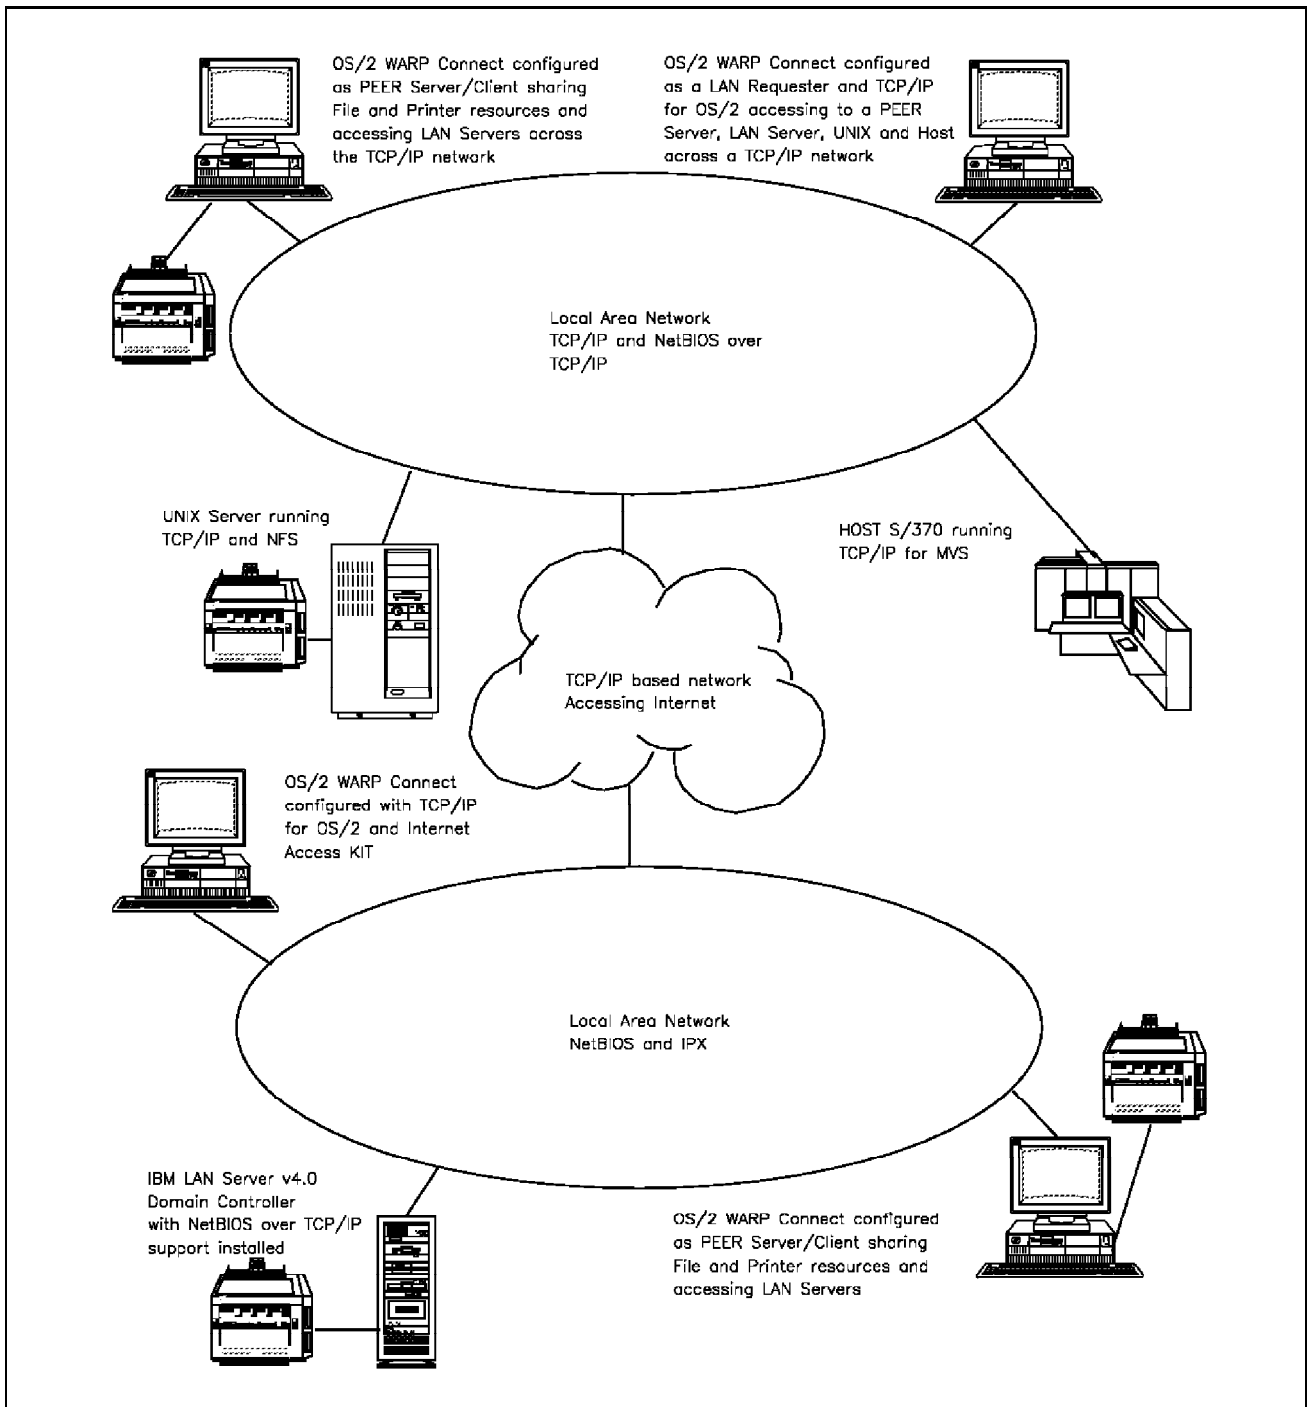 OS/2 WARP Connect configured
as PEER Server/Client sharing
File and Printer resources and
accessing LAN Servers across
the TCP/IP network
OS/2 WARP Connect configured
as a LAN Requester and TCP/IP
for OS/2 accessing to a PEER
Server, LAN Server, UNIX and Host
across a TCP/IP network
Local Area Network
TCP/IP and NetBIOS over
TCP/IP
UNIX Server running
TCP/IP and NFS
HOST S/370 running
TCP/IP for MVS
TCP/IP based network
Accessing Internet
OS/2 WARP Connect
configured with TCP/IP
for OS/2 and Internet
Access KIT
Local Area Network
NetBIOS and IPX
IBM LAN Server v4.0
Domain Controller
with NetBIOS over TCP/IP
support installed
OS/2 WARP Connect configured
as PEER Server/Client sharing
File and Printer resources and
accessing LAN Servers